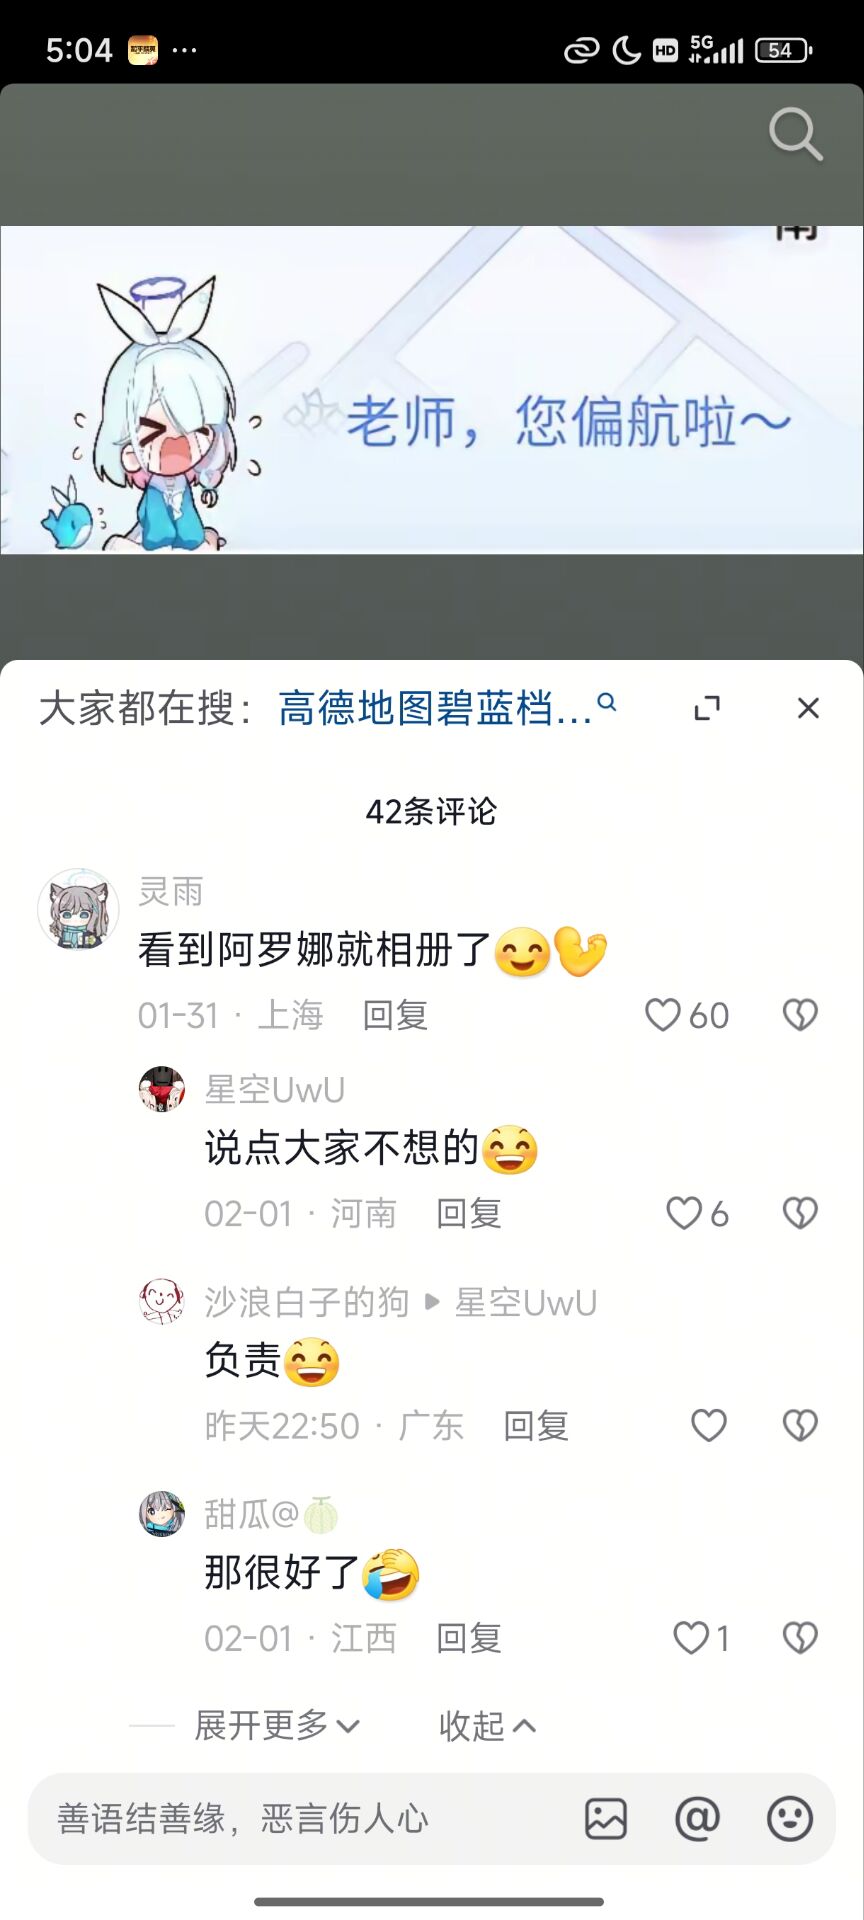 5:04
HD
5G
54
老师，您偏航啦～
大家都在搜：高德地图碧蓝档...
42条评论
灵雨
看到阿罗娜就相册了😊💪
01-31 · 上海 回复 60
星空UwU
说点大家不想的😄
02-01 · 河南 回复 6
沙浪白子的狗 ▶ 星空UwU
负责😄
昨天22:50 · 广东 回复
甜瓜@🍈
那很好了🤣
02-01 · 江西 回复 1
展开更多 收起
善语结善缘，恶言伤人心